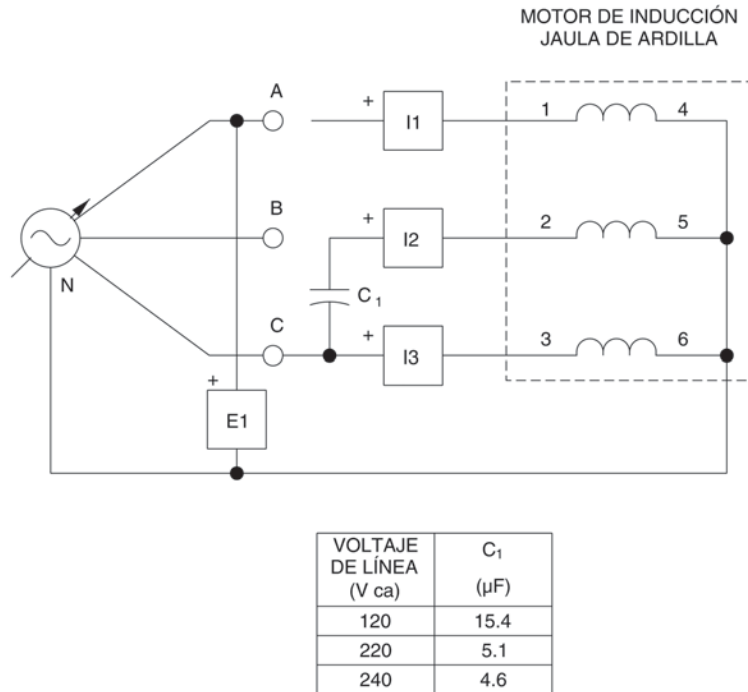 MOTOR DE INDUCCIÓN
JAULA DE ARDILLA
A
+
I1
1
4
B
+
I2
2
5
N
C1
C
+
I3
3
6
+
E1
VOLTAJE DE LÍNEA (V ca) C1 (µF)
120 15.4
220 5.1
240 4.6